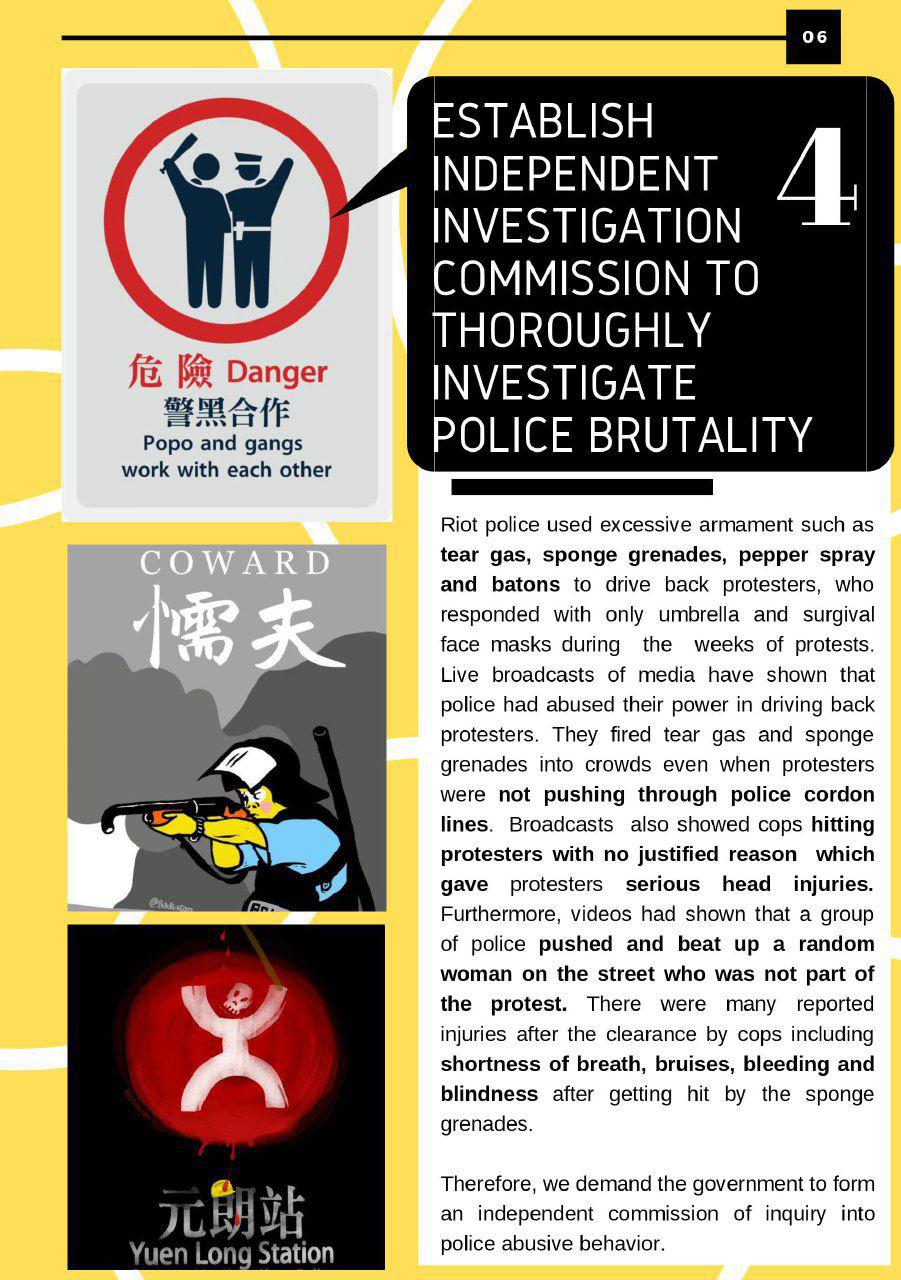 06
ESTABLISH
INDEPENDENT
INVESTIGATION
COMMISSION TO
THOROUGHLY
INVESTIGATE
POLICE BRUTALITY
4
危險 Danger
警黑合作
Popo and gangs
work with each other
COWARD
懦夫
元朗站
Yuen Long Station
Riot police used excessive armament such as
tear gas, sponge grenades, pepper spray
and batons to drive back protesters, who
responded with only umbrella and surgival
face masks during the weeks of protests.
Live broadcasts of media have shown that
police had abused their power in driving back
protesters. They fired tear gas and sponge
grenades into crowds even when protesters
were not pushing through police cordon
lines. Broadcasts also showed cops hitting
protesters with no justified reason which
gave protesters serious head injuries.
Furthermore, videos had shown that a group
of police pushed and beat up a random
woman on the street who was not part of
the protest. There were many reported
injuries after the clearance by cops including
shortness of breath, bruises, bleeding and
blindness after getting hit by the sponge
grenades.
Therefore, we demand the government to form
an independent commission of inquiry into
police abusive behavior.